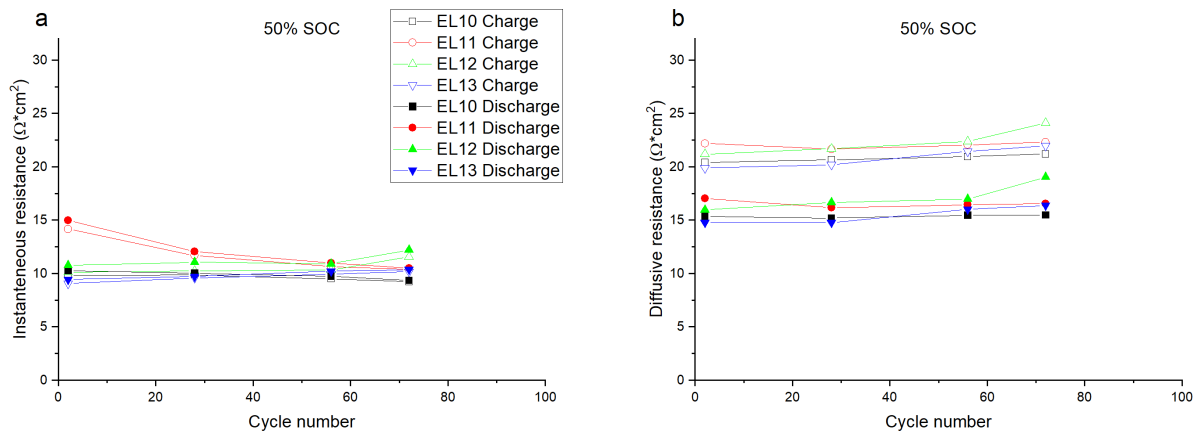 a
50% SOC
EL10 Charge
EL11 Charge
EL12 Charge
EL13 Charge
EL10 Discharge
EL11 Discharge
EL12 Discharge
EL13 Discharge
30
25
20
15
10
5
0
Instanteneous resistance (Ω*cm²)
0 20 40 60 80 100
Cycle number
b
50% SOC
30
25
20
15
10
5
0
Diffusive resistance (Ω*cm²)
0 20 40 60 80 100
Cycle number